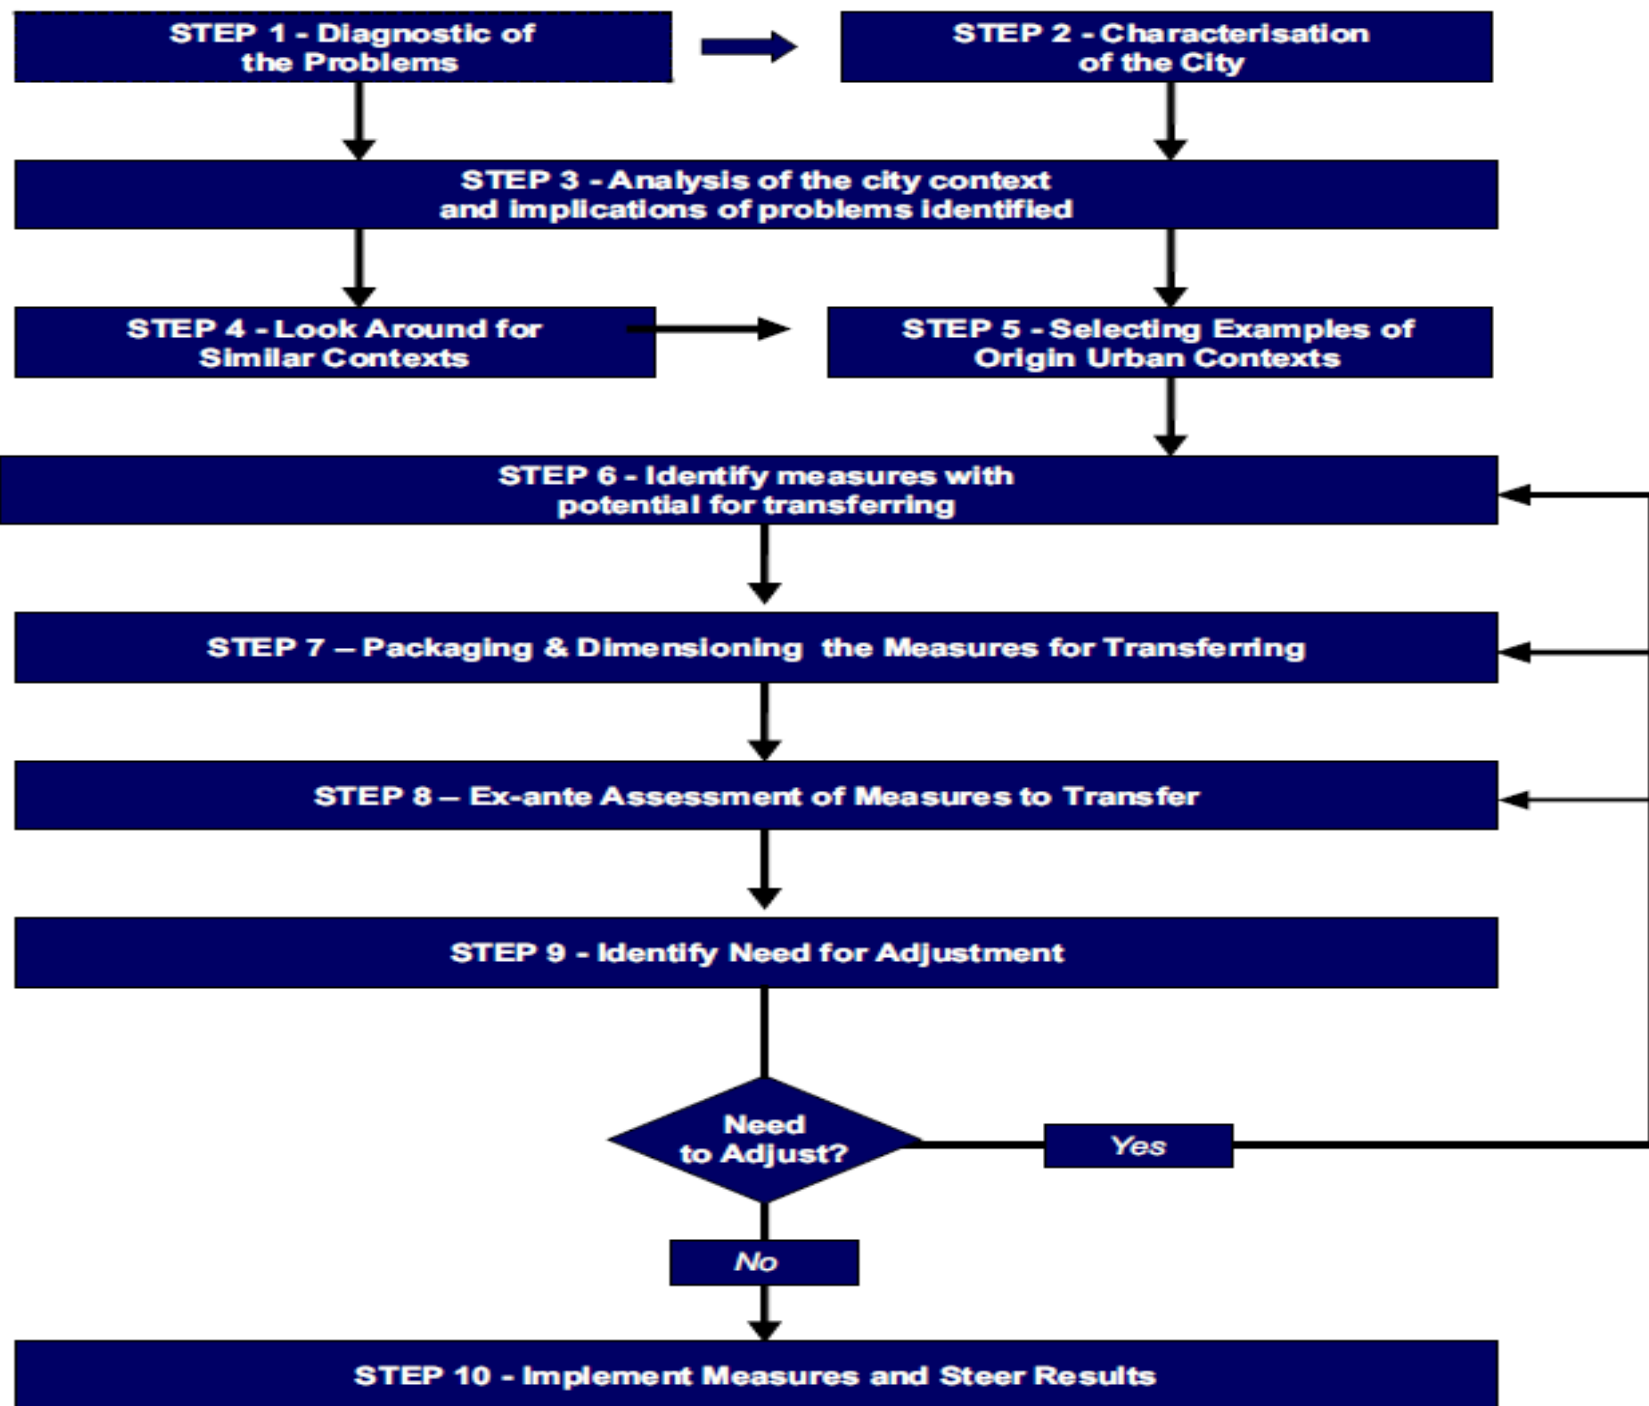 STEP 1 - Diagnostic of
the Problems
STEP 2 - Characterisation
of the City
STEP 3 - Analysis of the city context
and implications of problems identified
STEP 4 - Look Around for
Similar Contexts
STEP 5 - Selecting Examples of
Origin Urban Contexts
STEP 6 - Identify measures with
potential for transferring
STEP 7 – Packaging & Dimensioning the Measures for Transferring
STEP 8 – Ex-ante Assessment of Measures to Transfer
STEP 9 - Identify Need for Adjustment
Need
to Adjust?
Yes
No
STEP 10 - Implement Measures and Steer Results